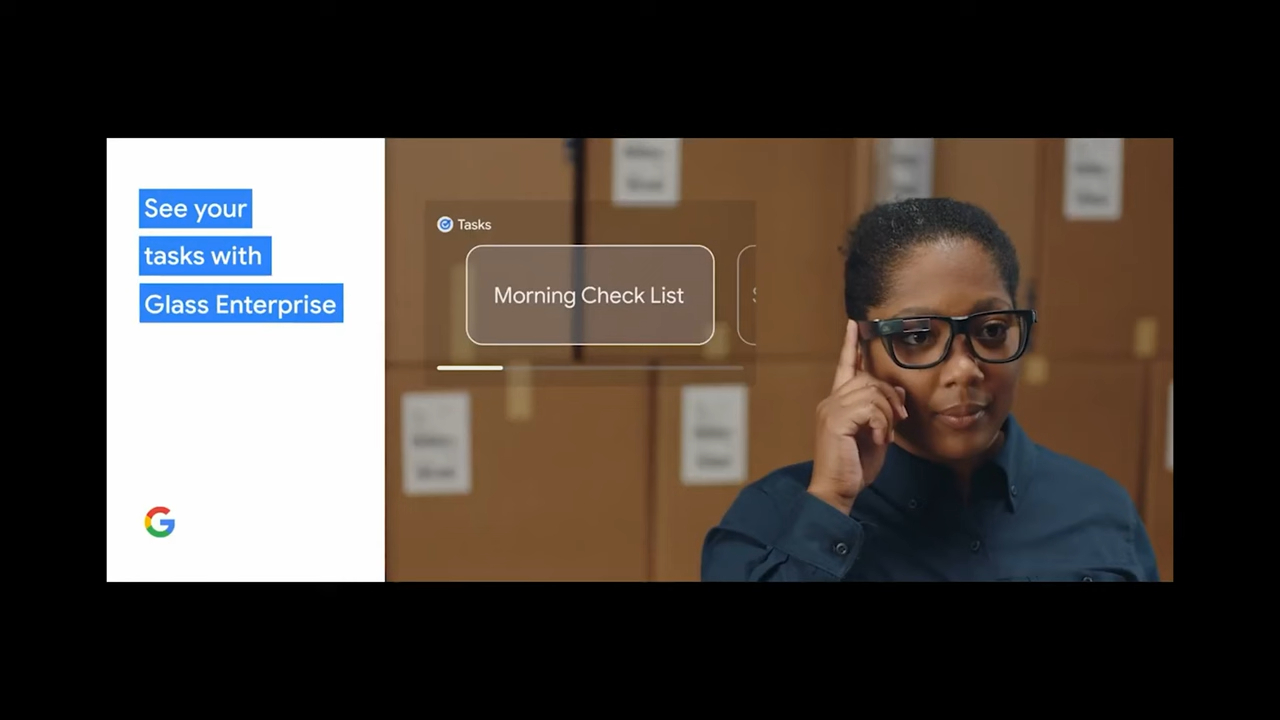 See your
tasks with
Glass Enterprise
Tasks
Morning Check List